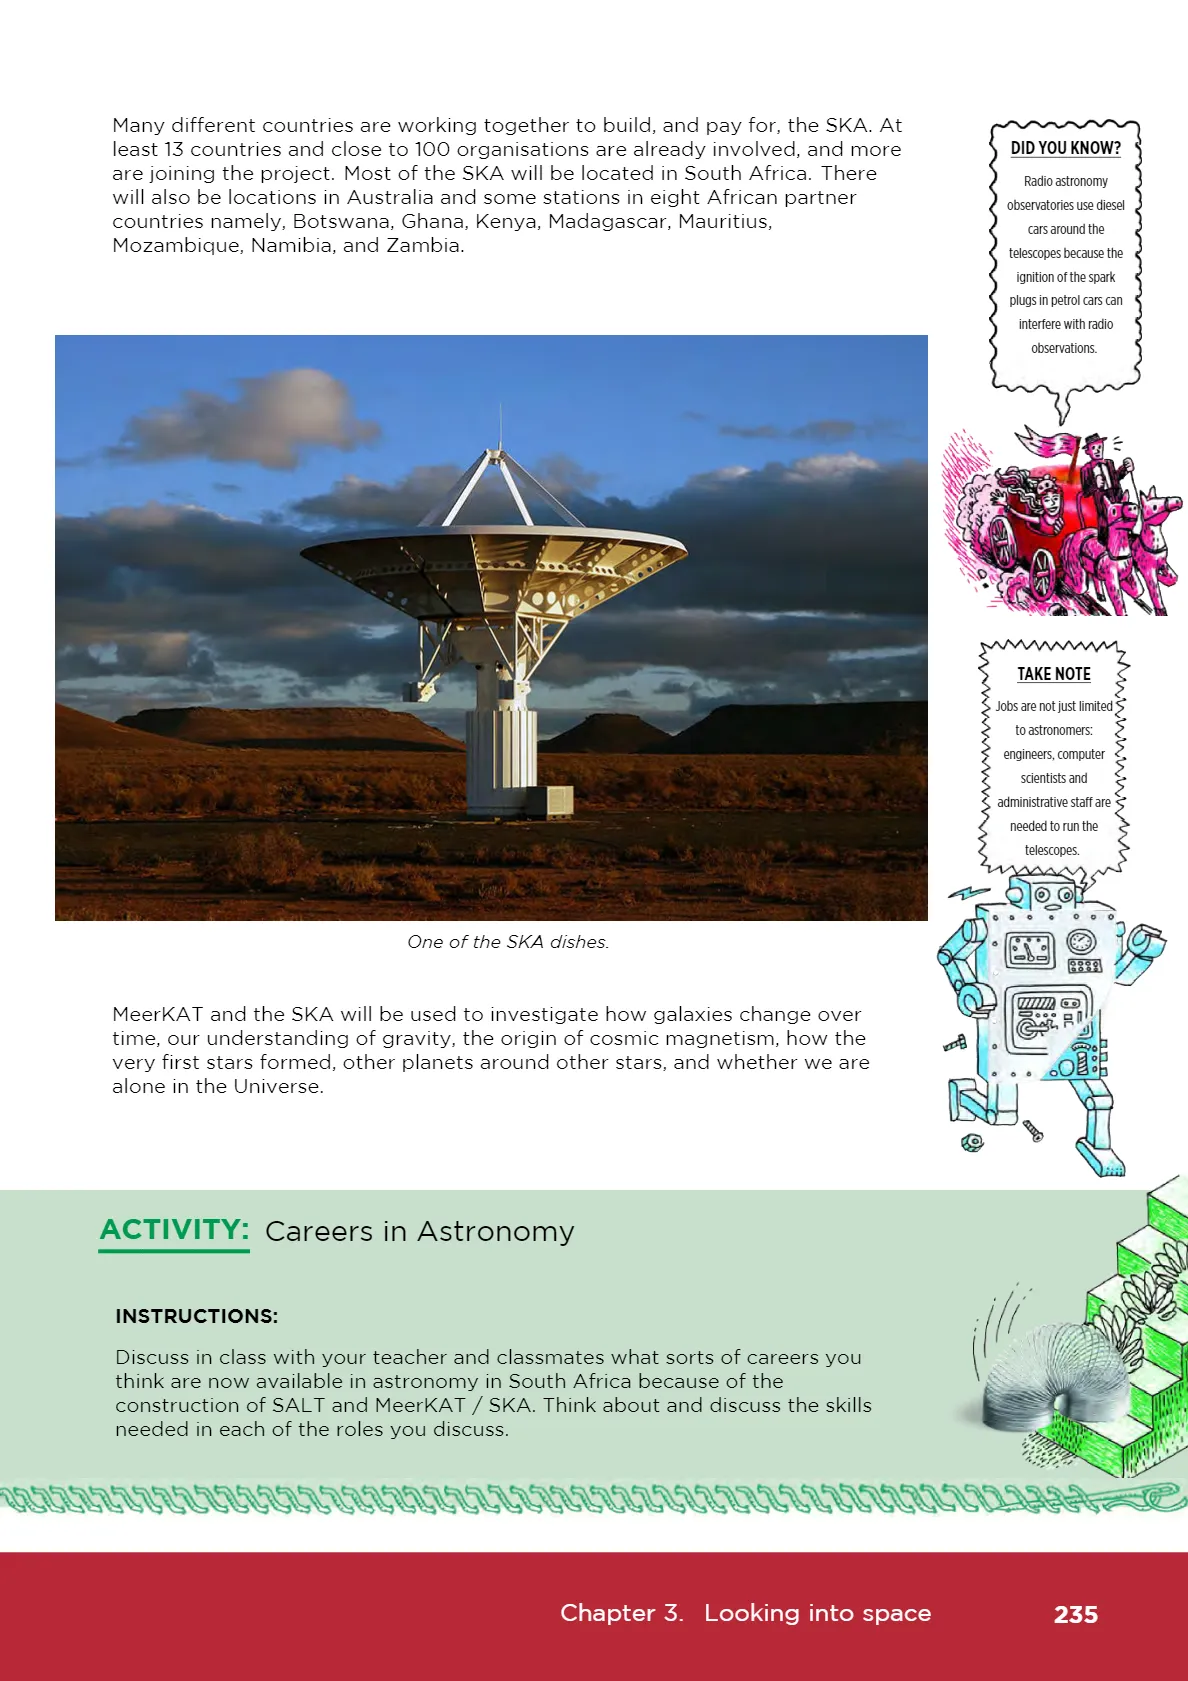 Many different countries are working together to build, and pay for, the SKA. At
least 13 countries and close to 100 organisations are already involved, and more
are joining the project. Most of the SKA will be located in South Africa. There
will also be locations in Australia and some stations in eight African partner
countries namely, Botswana, Ghana, Kenya, Madagascar, Mauritius,
Mozambique, Namibia, and Zambia.
DID YOU KNOW?
Radio astronomy
observatories use diesel
cars around the
telescopes because the
ignition of the spark
plugs in petrol cars can
interfere with radio
observations.
TAKE NOTE
Jobs are not just limited
to astronomers:
engineers, computer
scientists and
administrative staff are
needed to run the
telescopes.
One of the SKA dishes.
MeerKAT and the SKA will be used to investigate how galaxies change over
time, our understanding of gravity, the origin of cosmic magnetism, how the
very first stars formed, other planets around other stars, and whether we are
alone in the Universe.
ACTIVITY: Careers in Astronomy
INSTRUCTIONS:
Discuss in class with your teacher and classmates what sorts of careers you
think are now available in astronomy in South Africa because of the
construction of SALT and MeerKAT / SKA. Think about and discuss the skills
needed in each of the roles you discuss.
Chapter 3. Looking into space 235